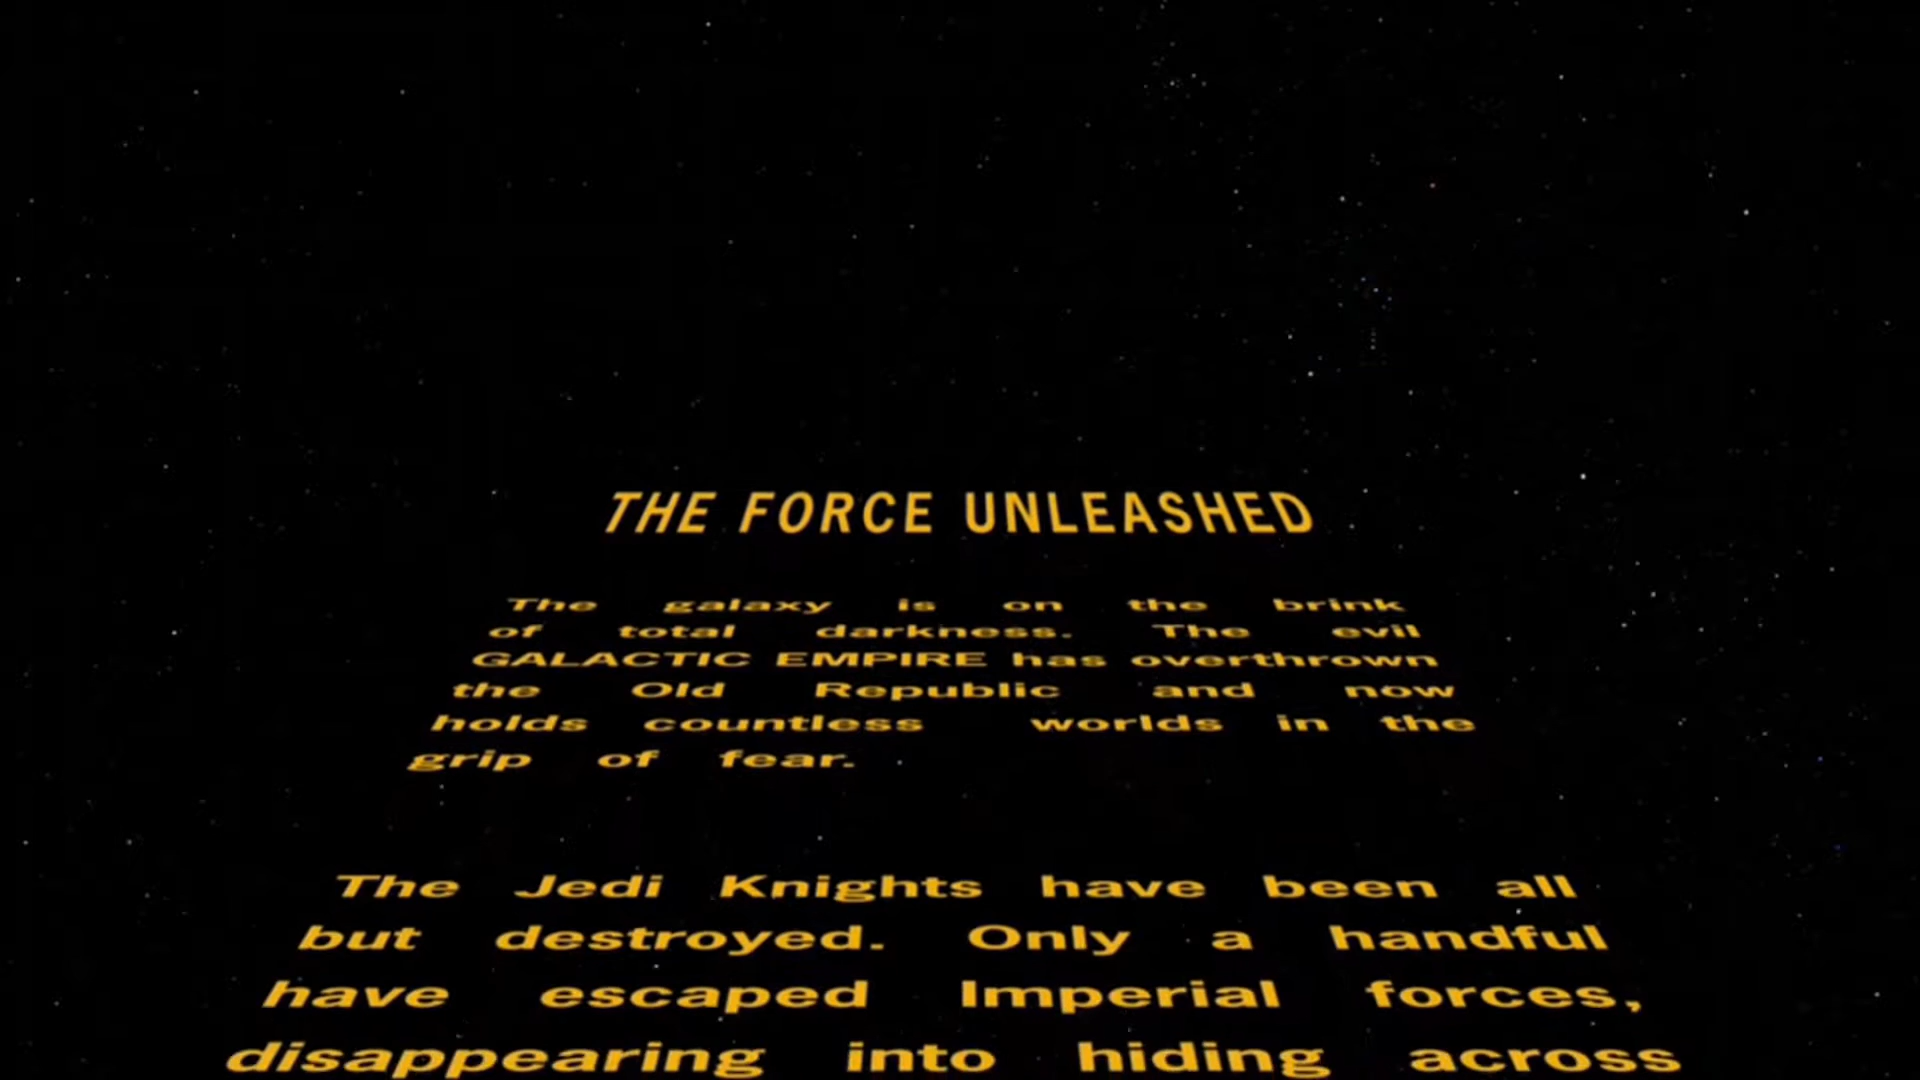 THE FORCE UNLEASHED
The galaxy is on the brink
of total darkness. The evil
GALACTIC EMPIRE has overthrown
the Old Republic and now
holds countless worlds in the
grip of fear.
The Jedi Knights have been all
but destroyed. Only a handful
have escaped Imperial forces,
disappearing into hiding across